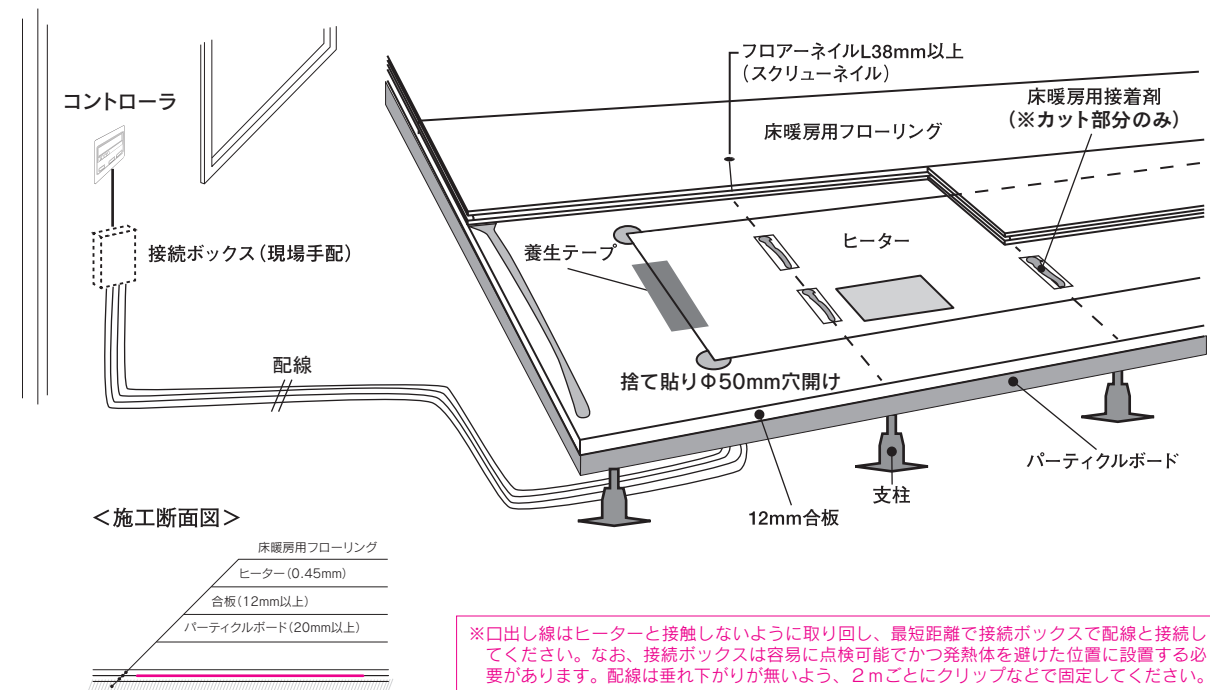 フロアーネイルL38mm以上
（スクリューネイル）
コントローラ
床暖房用接着剤
（※カット部分のみ）
床暖房用フローリング
接続ボックス（現場手配）
養生テープ
ヒーター
配線
捨て貼りΦ50mm穴開け
パーティクルボード
支柱
12mm合板
＜施工断面図＞
床暖房用フローリング
ヒーター（0.45mm）
合板（12mm以上）
パーティクルボード（20mm以上）
※口出し線はヒーターと接触しないように取り回し、最短距離で接続ボックスで配線と接続し
てください。なお、接続ボックスは容易に点検可能でかつ発熱体を避けた位置に設置する必
要があります。配線は垂れ下がりが無いよう、２ｍごとにクリップなどで固定してください。